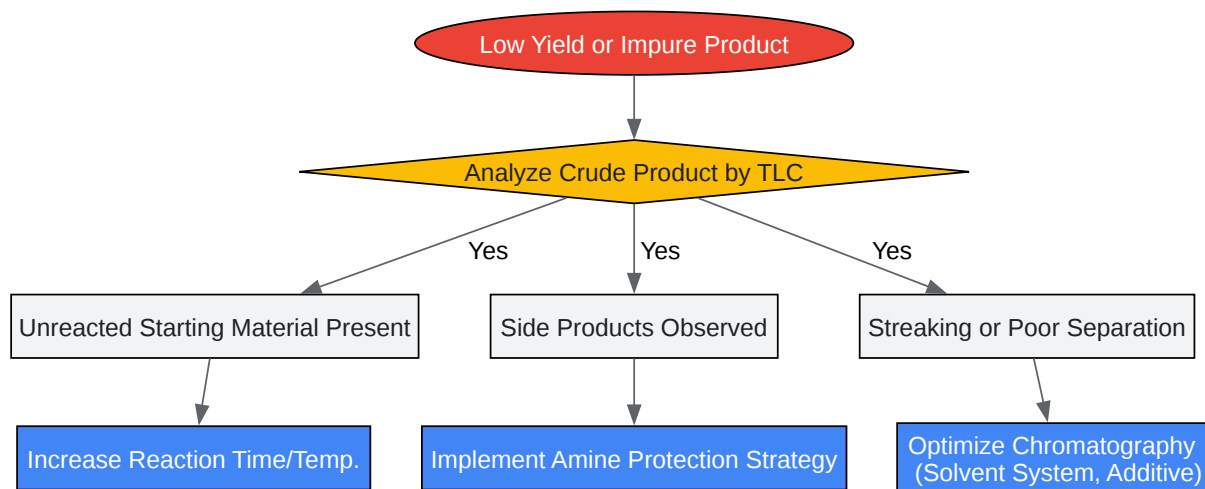 Low Yield or Impure Product
Analyze Crude Product by TLC
Yes
Yes
Yes
Unreacted Starting Material Present
Side Products Observed
Streaking or Poor Separation
Increase Reaction Time/Temp.
Implement Amine Protection Strategy
Optimize Chromatography
(Solvent System, Additive)